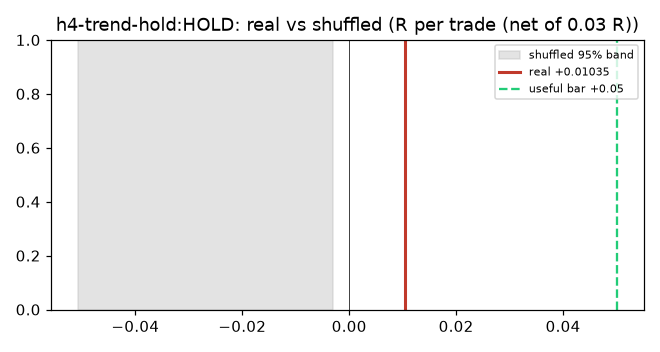 h4-trend-hold:HOLD: real vs shuffled (R per trade (net of 0.03 R))
1.0
0.8
0.6
0.4
0.2
0.0
shuffled 95% band
real +0.01035
useful bar +0.05
−0.04
−0.02
0.00
0.02
0.04